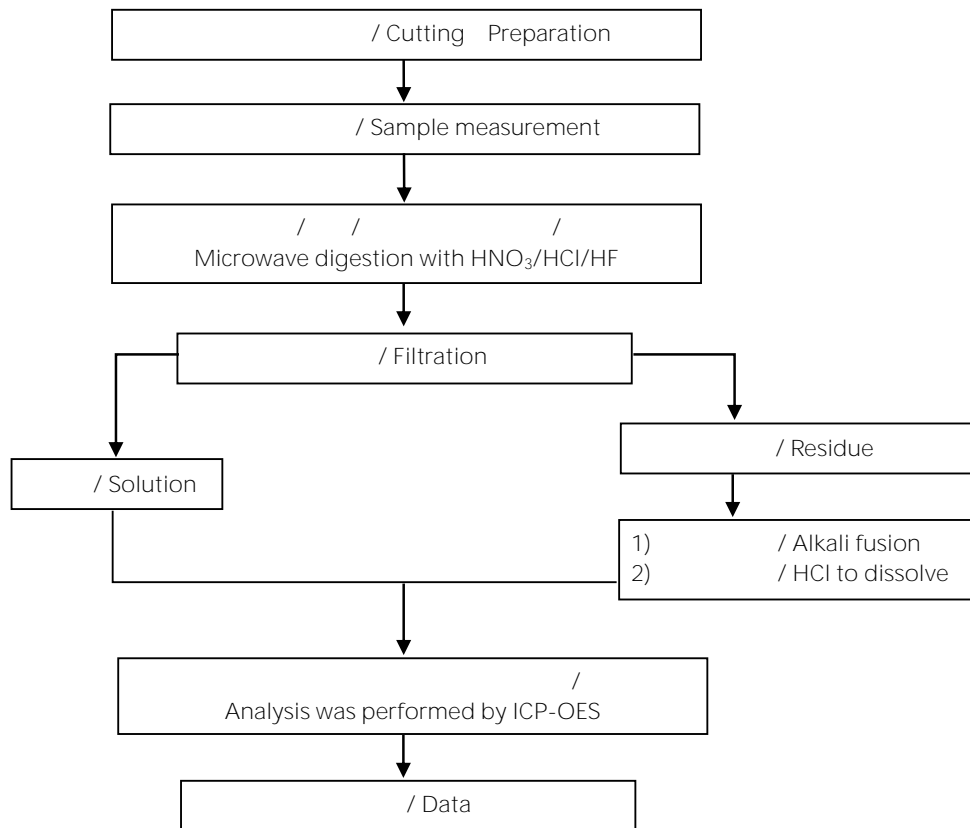 / Cutting Preparation
/ Sample measurement
/ / /
Microwave digestion with HNO₃/HCl/HF
/ Filtration
/ Residue
/ Solution
1) / Alkali fusion
2) / HCl to dissolve
/
Analysis was performed by ICP-OES
/ Data